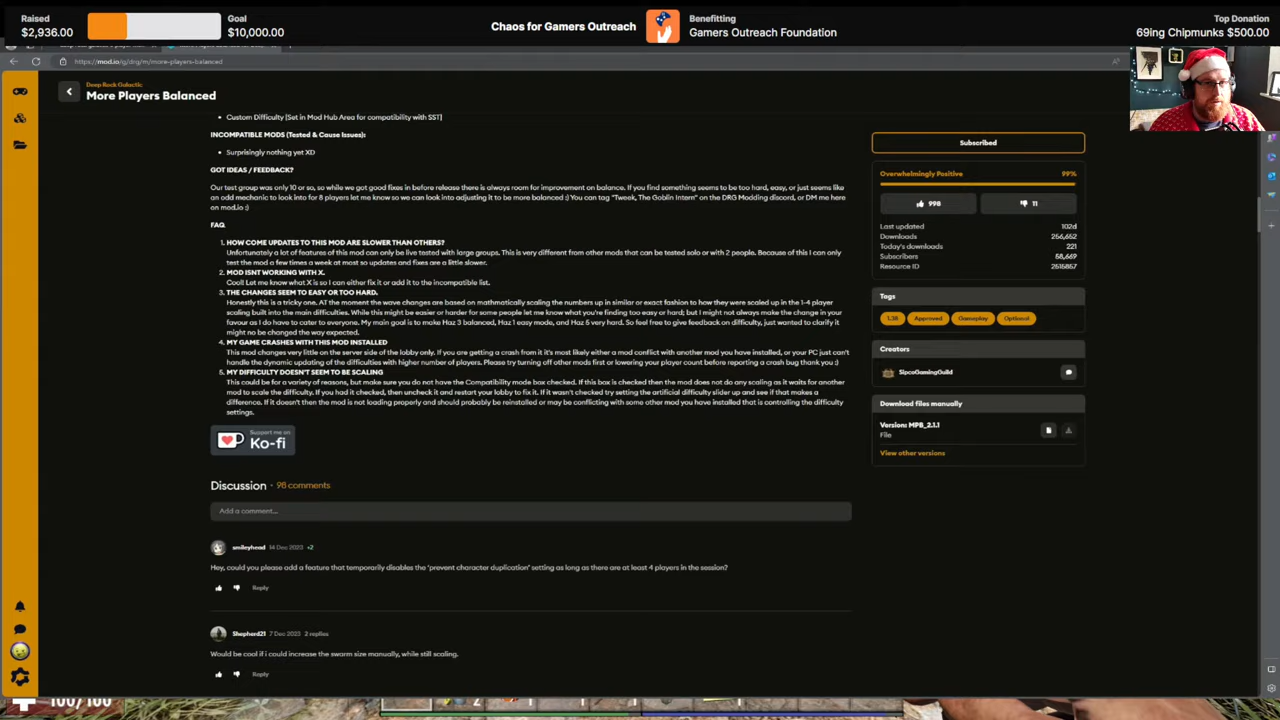 Raised
$2,936.00
Goal
$10,000.00
Chaos for Gamers Outreach
Benefitting
Gamers Outreach Foundation
Top Donation
69ing Chipmunks $500.00
https://mod.io/g/drg/m/more-players-balanced
Deep Rock Galactic
More Players Balanced
• Custom Difficulty [Set in Mod Hub Area for compatibility with SST]
INCOMPATIBLE MODS (Tested & Cause Issues):
• Surprisingly nothing yet XD
GOT IDEAS / FEEDBACK?
Our test group was only 10 or so, so while we got good fixes in before release there is always room for improvement on balance. If you find something seems to be too hard, easy, or just seems like
an odd mechanic to look into for 8 players let me know so we can look into adjusting it to be more balanced :) You can tag "Tweek, The Goblin Intern" on the DRG Modding discord, or DM me here
on mod.io :)
FAQ
1. HOW COME UPDATES TO THIS MOD ARE SLOWER THAN OTHERS?
Unfortunately a lot of features of this mod can only be live tested with large groups. This is very different from other mods that can be tested solo or with 2 people. Because of this I can only
test the mod a few times a week at most so updates and fixes are a little slower.
2. MOD ISNT WORKING WITH X.
Cool! Let me know what X is so I can either fix it or add it to the incompatible list.
3. THE CHANGES SEEM TO EASY OR TOO HARD.
Honestly this is a tricky one. AT the moment the wave changes are based on mathmatically scaling the numbers up in similar or exact fashion to how they were scaled up in the 1-4 player
scaling built into the main difficulties. While this might be easier or harder for some people let me know what you're finding too easy or hard; but I might not always make the change in your
favour as I do have to cater to everyone. My main goal is to make Haz 3 balanced, Haz 1 easy mode, and Haz 5 very hard. So feel free to give feedback on difficulty, just wanted to clarify it
might no be changed the way expected.
4. MY GAME CRASHES WITH THIS MOD INSTALLED
This mod changes very little on the server side of the lobby only. If you are getting a crash from it it's most likely either a mod conflict with another mod you have installed, or your PC just can't
handle the dynamic updating of the difficulties with higher number of players. Please try turning off other mods first or lowering your player count before reporting a crash bug thank you :)
5. MY DIFFICULTY DOESN'T SEEM TO BE SCALING
This could be for a variety of reasons, but make sure you do not have the Compatibility mode box checked. If this box is checked then the mod does not do any scaling as it waits for another
mod to scale the difficulty. If you had it checked, then uncheck it and restart your lobby to fix it. If it wasn't checked try setting the artificial difficulty slider up and see if that makes a
difference. If it doesn't then the mod is not loading properly and should probably be reinstalled or may be conflicting with some other mod you have installed that is controlling the difficulty
settings.
Support me on
Ko-fi
Discussion · 98 comments
Add a comment...
smileyhead 14 Dec 2023 +2
Hey, could you please add a feature that temporarily disables the 'prevent character duplication' setting as long as there are at least 4 players in the session?
Reply
Shepherd21 7 Dec 2023 2 replies
Would be cool if i could increase the swarm size manually, while still scaling.
Reply
Subscribed
Overwhelmingly Positive 99%
998
11
Last updated 102d
Downloads 256,652
Today's downloads 221
Subscribers 58,669
Resource ID 2515857
Tags
1.38 Approved Gameplay Optional
Creators
SipcoGamingGuild
Download files manually
Version: MPB_2.1.1
File
View other versions
100/100